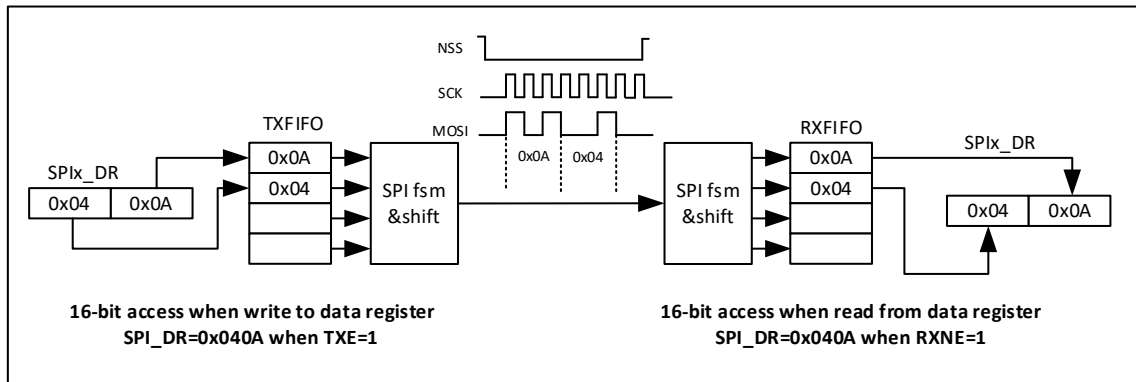 NSS
SCK
MOSI
0x0A 0x04
TXFIFO
0x0A
0x04
SPIx_DR
0x04 0x0A
SPI fsm
&shift
SPI fsm
&shift
RXFIFO
0x0A
0x04
SPIx_DR
0x04 0x0A
16-bit access when write to data register
SPI_DR=0x040A when TXE=1
16-bit access when read from data register
SPI_DR=0x040A when RXNE=1